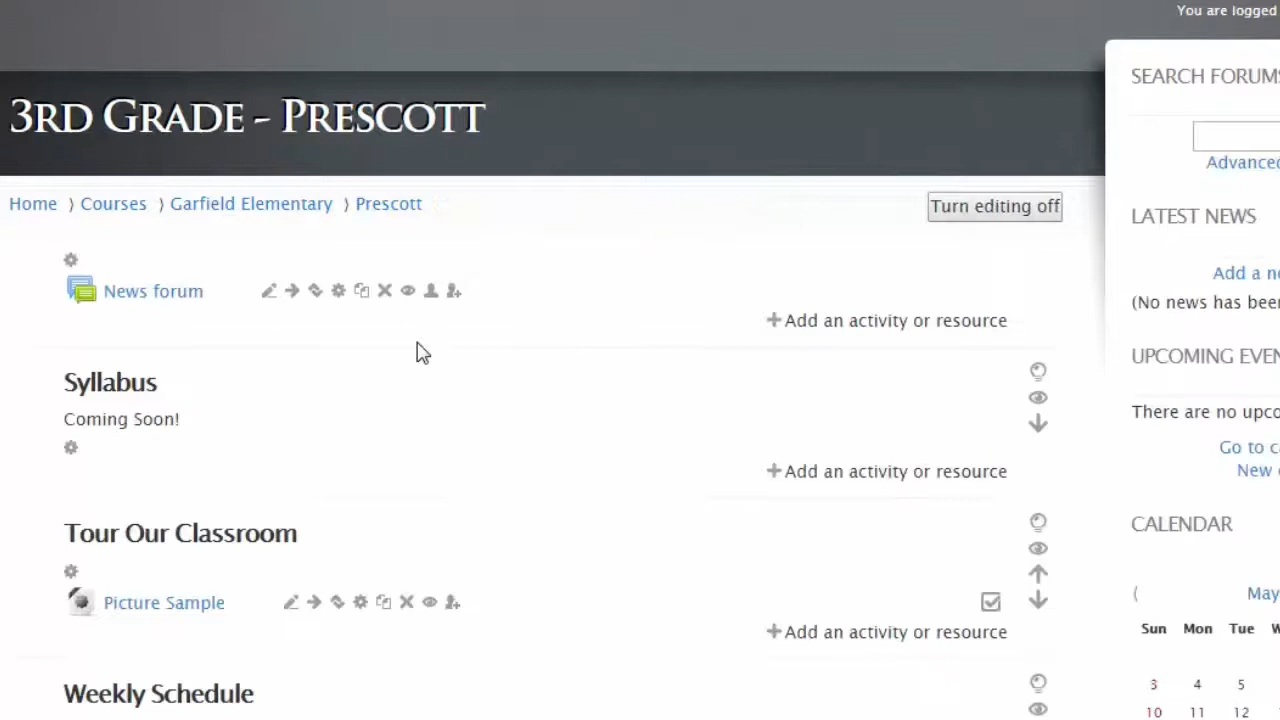 You are logged
3RD GRADE - PRESCOTT
SEARCH FORUMS
Advanced
Home ⟩ Courses ⟩ Garfield Elementary ⟩ Prescott
Turn editing off
LATEST NEWS
Add a ne
(No news has been
News forum
Add an activity or resource
UPCOMING EVEN
There are no upco
Go to ca
New e
Syllabus
Coming Soon!
Add an activity or resource
Tour Our Classroom
Picture Sample
Add an activity or resource
CALENDAR
⟨ May
Sun Mon Tue W
3 4 5
10 11 12
Weekly Schedule